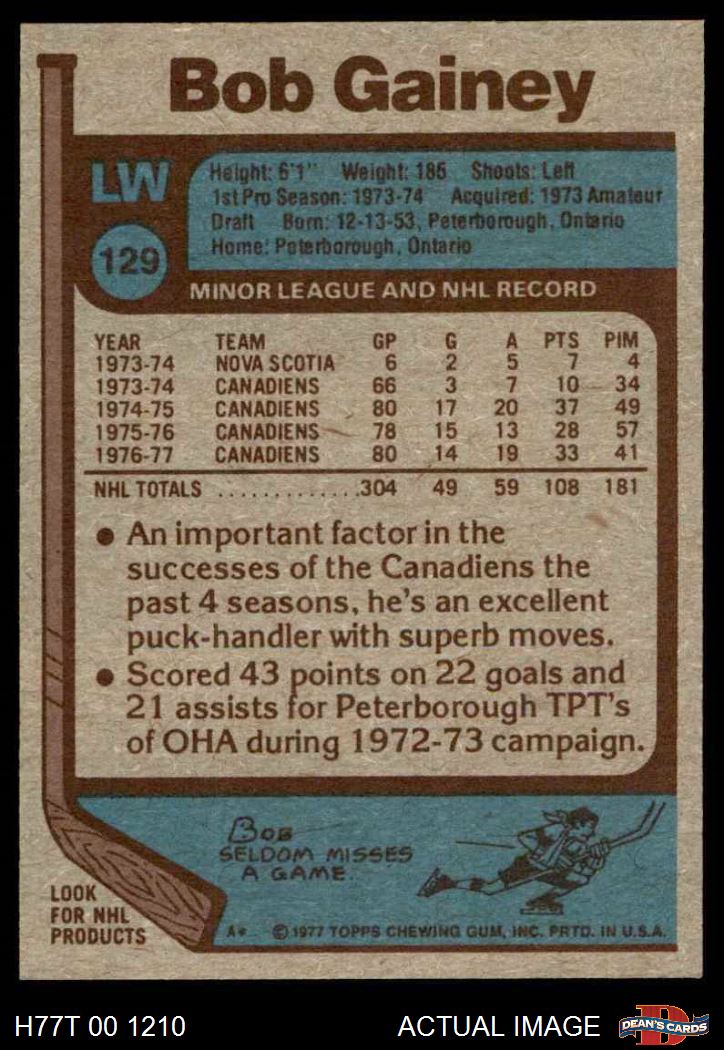 Bob Gainey
LW
129
Height: 6'1" Weight: 185 Shoots: Left
1st Pro Season: 1973-74 Acquired: 1973 Amateur
Draft Born: 12-13-53, Peterborough, Ontario
Home: Peterborough, Ontario
MINOR LEAGUE AND NHL RECORD
YEAR TEAM GP G A PTS PIM
1973-74 NOVA SCOTIA 6 2 5 7 4
1973-74 CANADIENS 66 3 7 10 34
1974-75 CANADIENS 80 17 20 37 49
1975-76 CANADIENS 78 15 13 28 57
1976-77 CANADIENS 80 14 19 33 41
NHL TOTALS .............304 49 59 108 181
● An important factor in the
successes of the Canadiens the
past 4 seasons, he's an excellent
puck-handler with superb moves.
● Scored 43 points on 22 goals and
21 assists for Peterborough TPT's
of OHA during 1972-73 campaign.
BOB
SELDOM MISSES
A GAME.
LOOK
FOR NHL
PRODUCTS
A* ©1977 TOPPS CHEWING GUM, INC. PRTD. IN U.S.A.
H77T 00 1210
ACTUAL IMAGE
D
DEAN'S CARDS